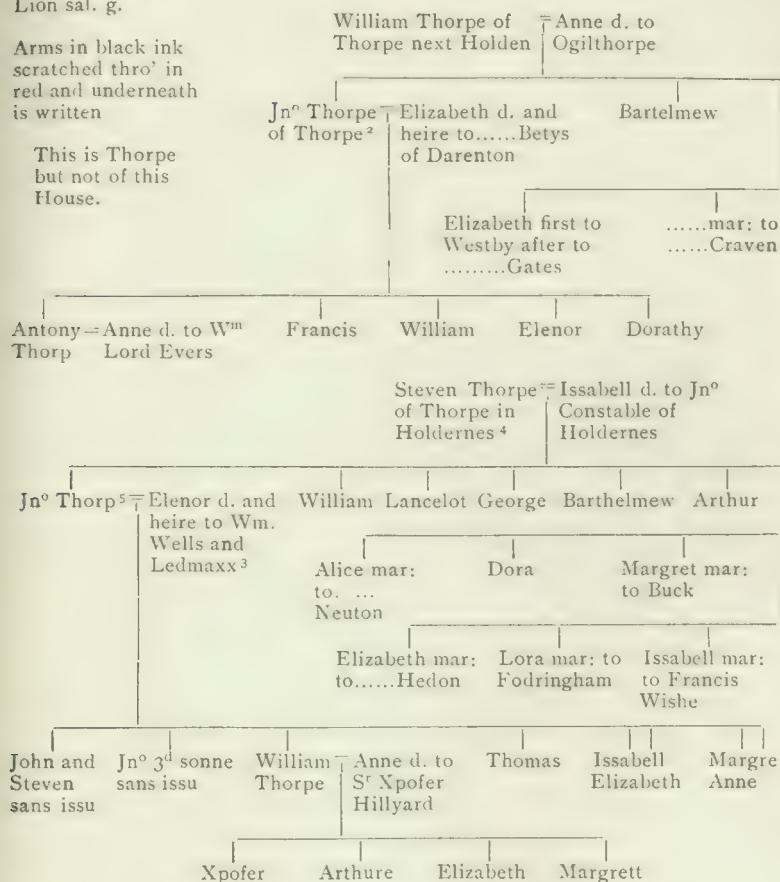 Lion sal. g.
Arms in black ink
scratched thro' in
red and underneath
is written
This is Thorpe
but not of this
House.
William Thorpe of
Thorpe next Holden
Anne d. to
Ogilthorpe
Jnⁿ Thorpe
of Thorpe ²
Elizabeth d. and
heire to......Betys
of Darenton
Bartelmew
Elizabeth first to
Westby after to
.........Gates
......mar: to
......Craven
Antony
Thorp
Anne d. to Wᵐ
Lord Evers
Francis
William
Elenor
Dorathy
Steven Thorpe
of Thorpe in
Holdernes ⁴
Issabell d. to Jnº
Constable of
Holdernes
Jnº Thorp ⁵
Elenor d. and
heire to Wm.
Wells and
Ledmaxx ³
William
Lancelot
George
Barthelmew
Arthur
Alice mar:
to. ...
Neuton
Dora
Margret mar:
to Buck
Elizabeth mar:
to......Hedon
Lora mar: to
Fodringham
Issabell mar:
to Francis
Wishe
John and
Steven
sans issu
Jnº 3ᵈ sonne
sans issu
William
Thorpe
Anne d. to
Sʳ Xpofer
Hillyard
Thomas
Issabell
Elizabeth
Margre
Anne
Xpofer
Arthure
Elizabeth
Margrett